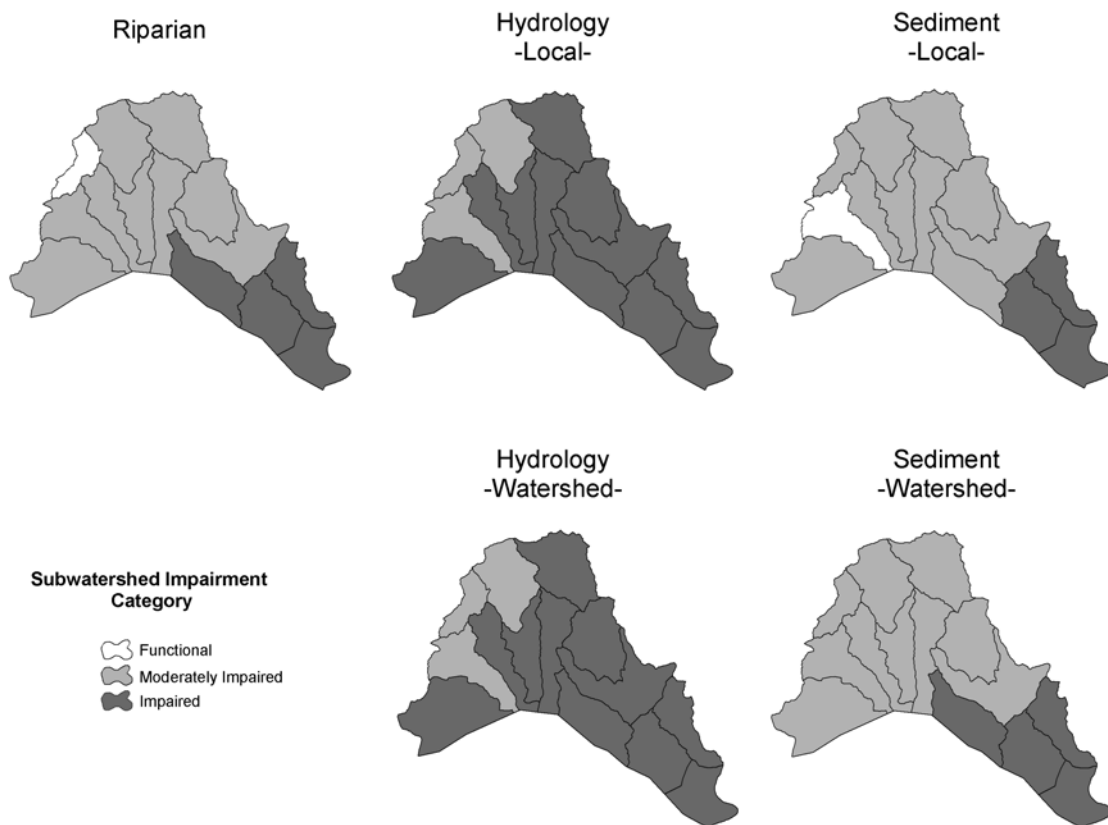 Riparian
Hydrology
-Local-
Sediment
-Local-
Hydrology
-Watershed-
Sediment
-Watershed-
Subwatershed Impairment
Category
Functional
Moderately Impaired
Impaired